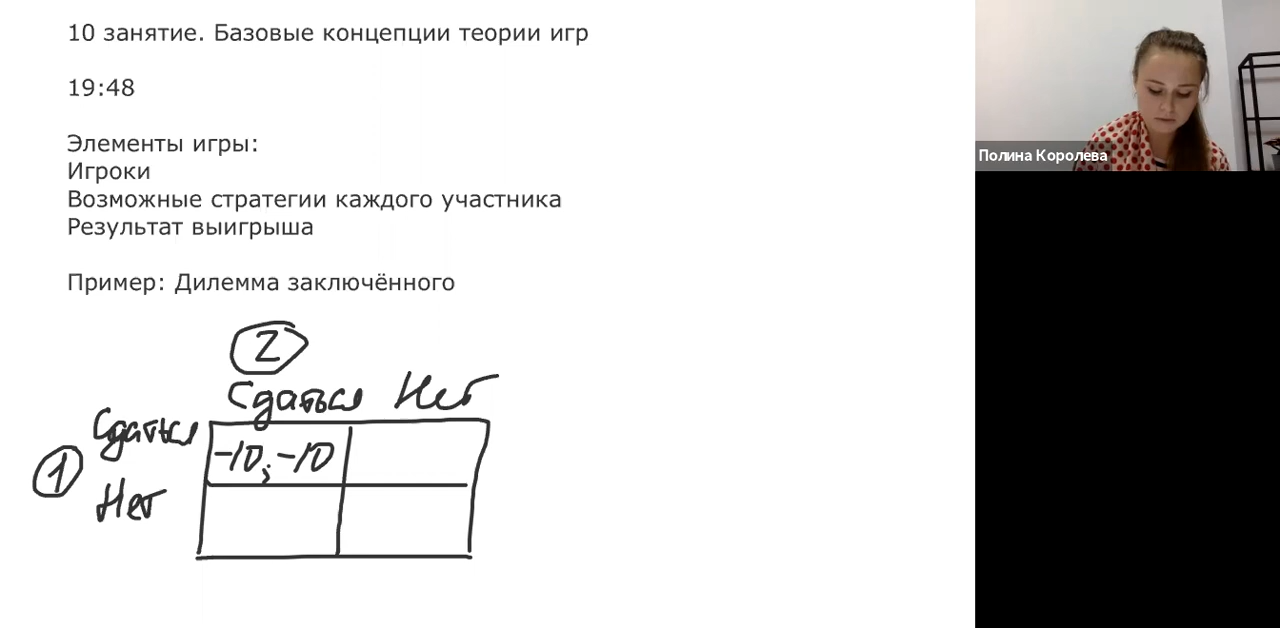 10 занятие. Базовые концепции теории игр
19:48
Элементы игры:
Игроки
Возможные стратегии каждого участника
Результат выигрыша
Пример: Дилемма заключённого
2
Сдаться Нет
Сдаться
-10; -10
1
Нет
Полина Королева